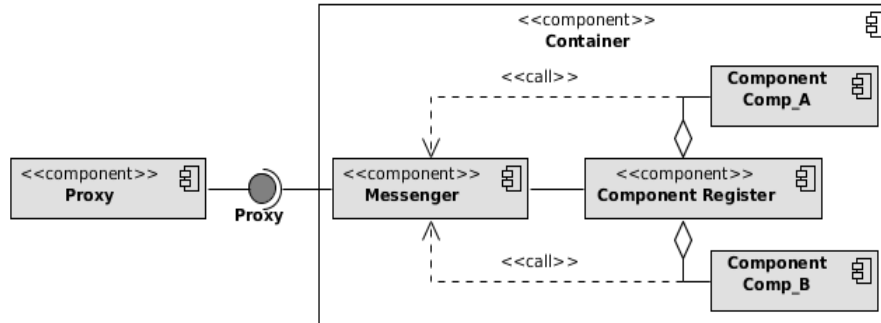 <<component>>
Container
<<call>>
Component
Comp_A
<<component>>
Proxy
Proxy
<<component>>
Messenger
<<component>>
Component Register
<<call>>
Component
Comp_B